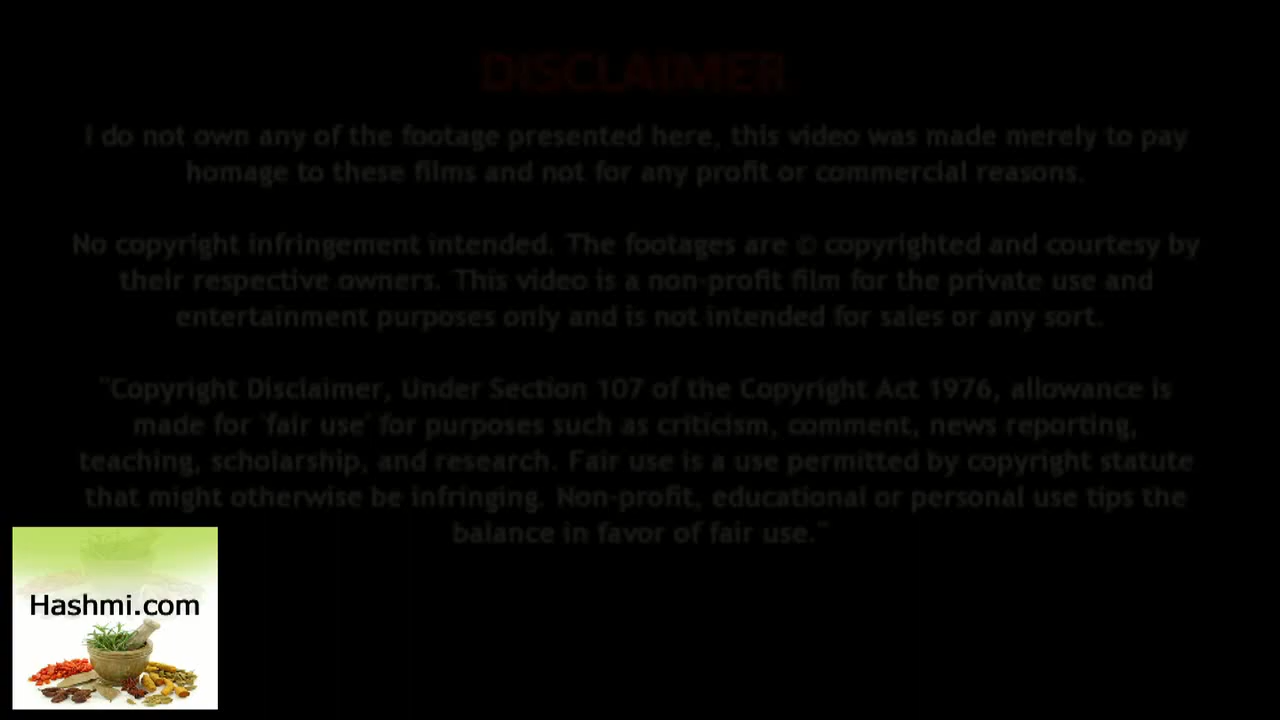 DISCLAIMER
I do not own any of the footage presented here, this video was made merely to pay
homage to these films and not for any profit or commercial reasons.
No copyright infringement intended. The footages are © copyrighted and courtesy by
their respective owners. This video is a non-profit film for the private use and
entertainment purposes only and is not intended for sales or any sort.
"Copyright Disclaimer, Under Section 107 of the Copyright Act 1976, allowance is
made for 'fair use' for purposes such as criticism, comment, news reporting,
teaching, scholarship, and research. Fair use is a use permitted by copyright statute
that might otherwise be infringing. Non-profit, educational or personal use tips the
balance in favor of fair use."
Hashmi.com